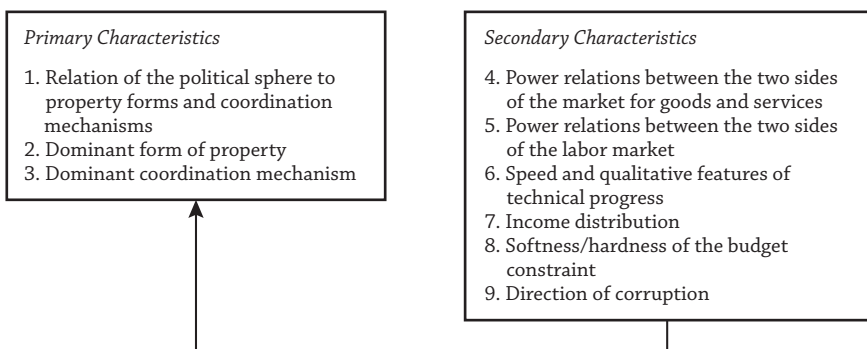 Primary Characteristics
1. Relation of the political sphere to
property forms and coordination
mechanisms
2. Dominant form of property
3. Dominant coordination mechanism
Secondary Characteristics
4. Power relations between the two sides
of the market for goods and services
5. Power relations between the two sides
of the labor market
6. Speed and qualitative features of
technical progress
7. Income distribution
8. Softness/hardness of the budget
constraint
9. Direction of corruption